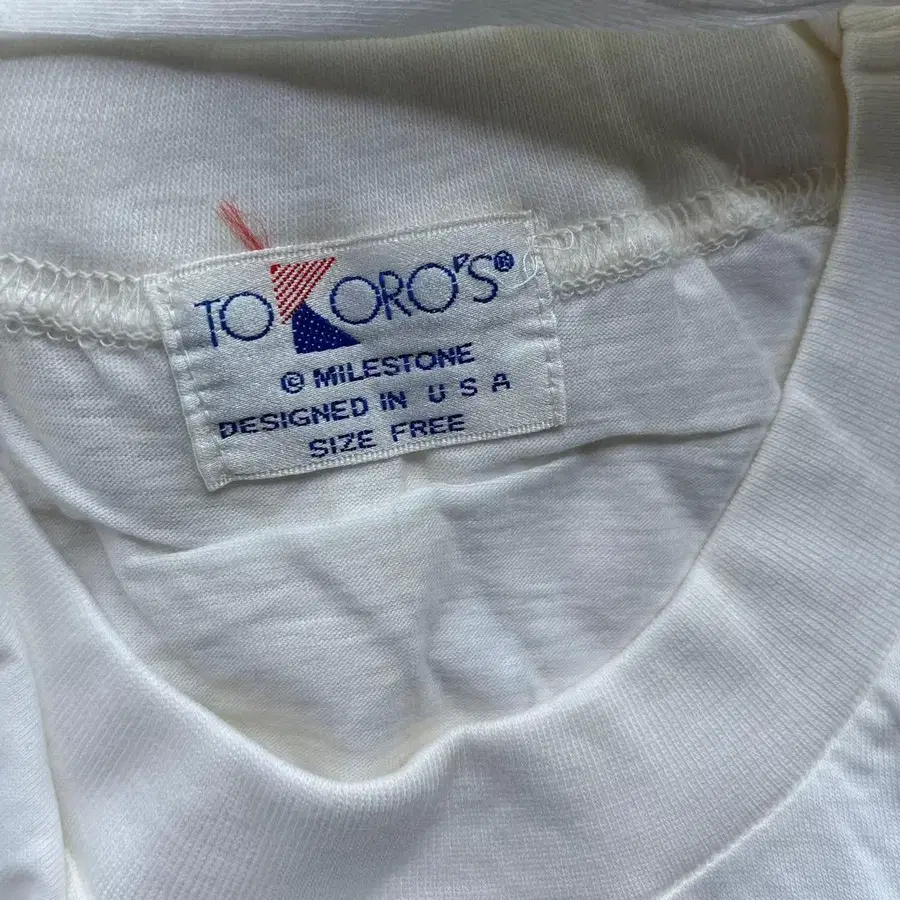 TOKORO'S®
© MILESTONE
DESIGNED IN U S A
SIZE FREE